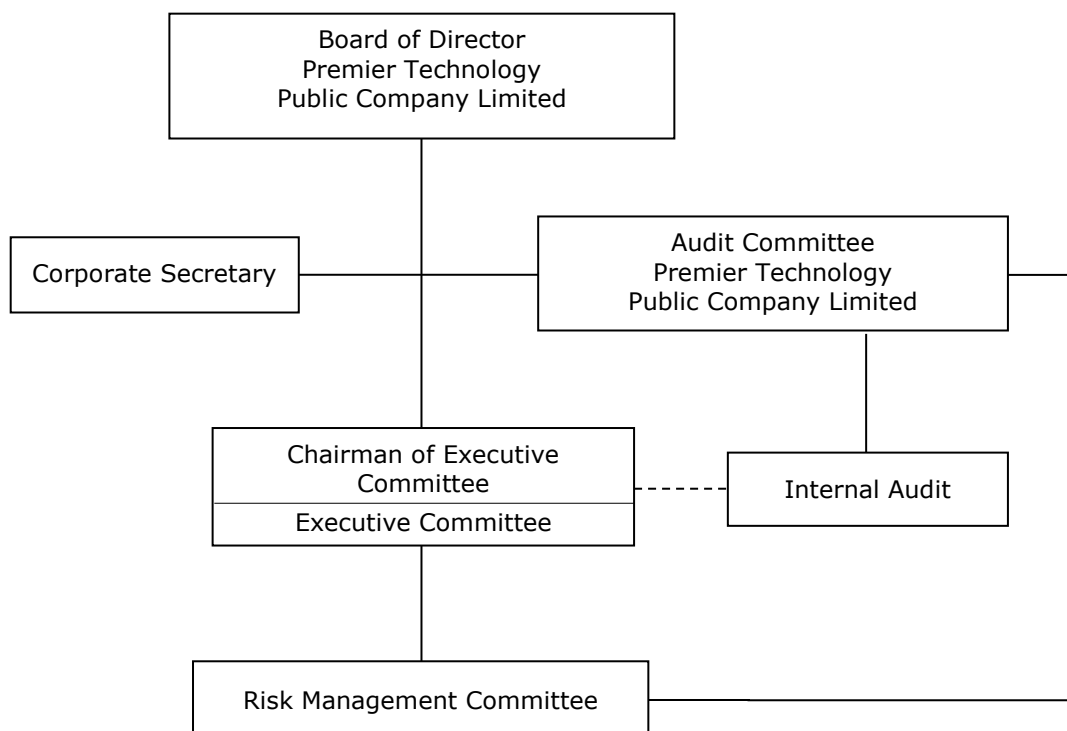 Board of Director
Premier Technology
Public Company Limited
Corporate Secretary
Audit Committee
Premier Technology
Public Company Limited
Chairman of Executive
Committee
Executive Committee
Internal Audit
Risk Management Committee